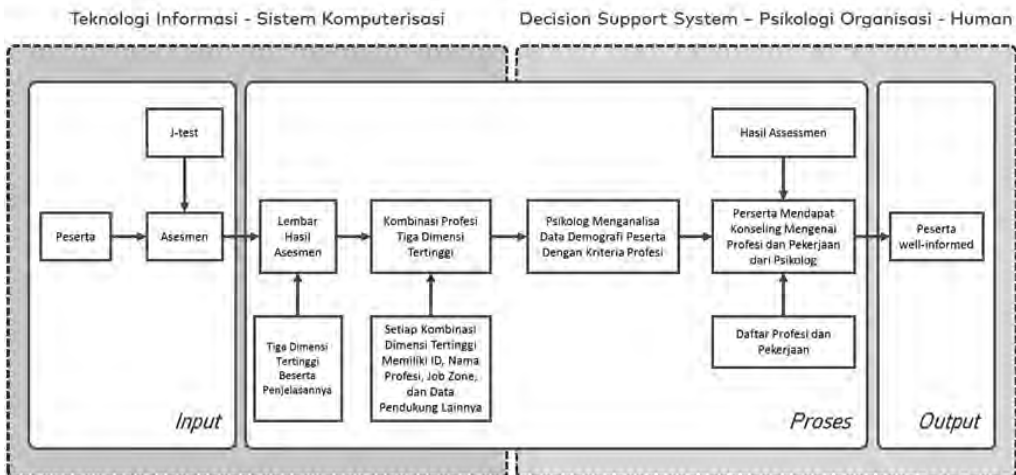 Teknologi Informasi - Sistem Komputerisasi
Decision Support System – Psikologi Organisasi - Human
J-test
Hasil Assessmen
Peserta
Asesmen
Lembar
Hasil
Asesmen
Kombinasi Profesi
Tiga Dimensi
Tertinggi
Psikolog Menganalisa
Data Demografi Peserta
Dengan Kriteria Profesi
Perserta Mendapat
Konseling Mengenai
Profesi dan Pekerjaan
dari Psikolog
Peserta
well-informed
Tiga Dimensi
Tertinggi
Beserta
Penjelasannya
Setiap Kombinasi
Dimensi Tertinggi
Memiliki ID, Nama
Profesi, Job Zone,
dan Data
Pendukung Lainnya
Daftar Profesi dan
Pekerjaan
Input
Proses
Output